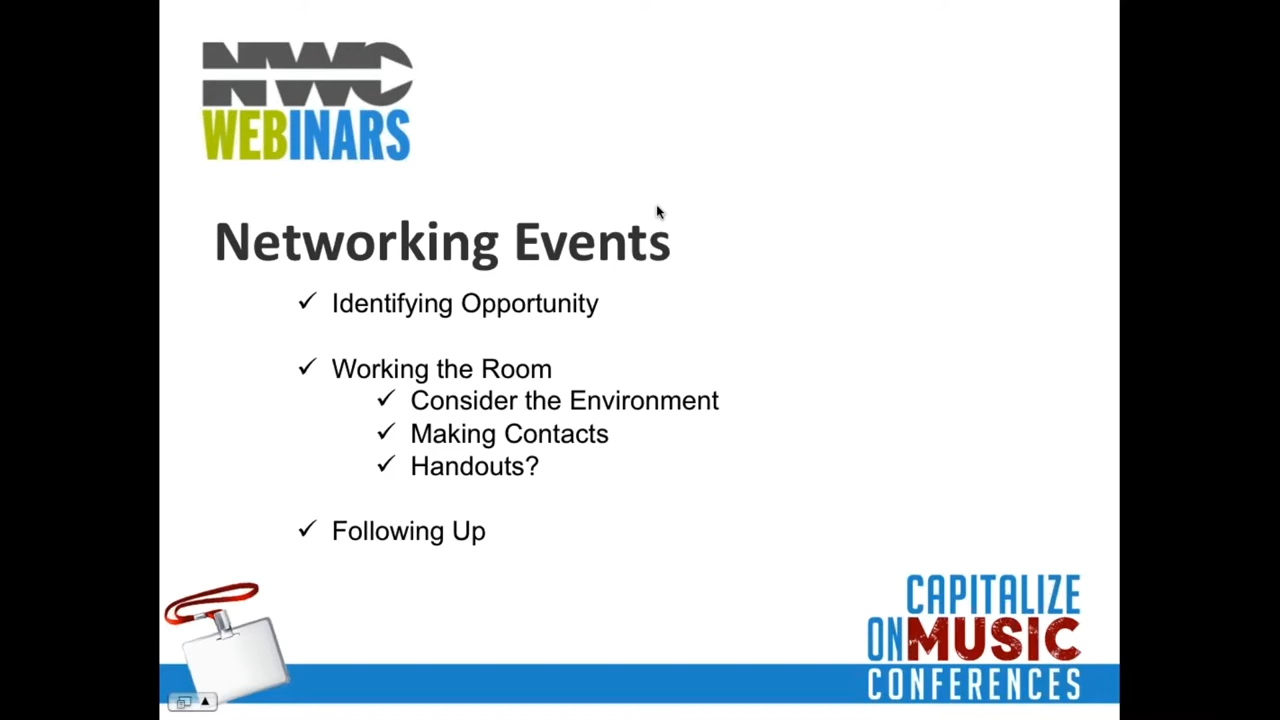 NWC
WEBINARS
Networking Events
✓ Identifying Opportunity
✓ Working the Room
✓ Consider the Environment
✓ Making Contacts
✓ Handouts?
✓ Following Up
CAPITALIZE
ON MUSIC
CONFERENCES